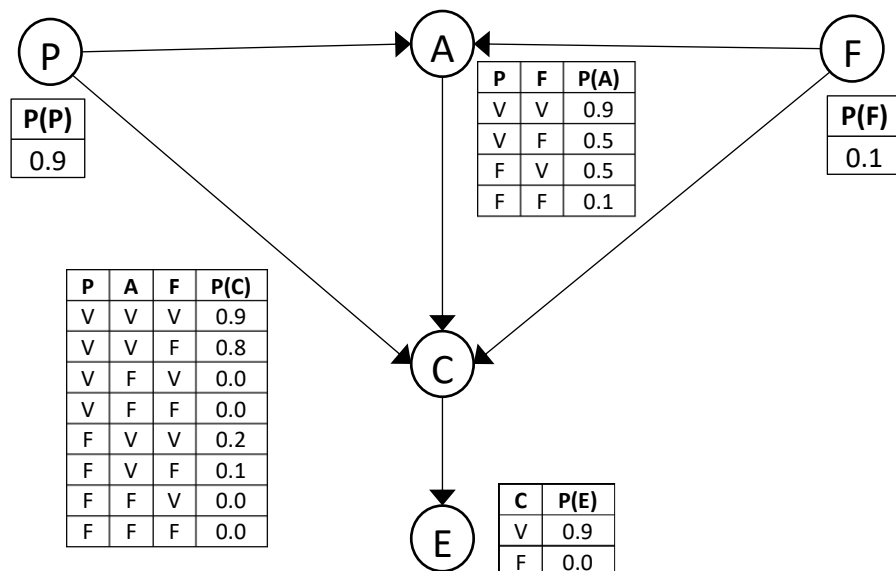 P
A
F
P(P)
0.9
P F P(A)
V V 0.9
V F 0.5
F V 0.5
F F 0.1
P(F)
0.1
P A F P(C)
V V V 0.9
V V F 0.8
V F V 0.0
V F F 0.0
F V V 0.2
F V F 0.1
F F V 0.0
F F F 0.0
C
E
C P(E)
V 0.9
F 0.0